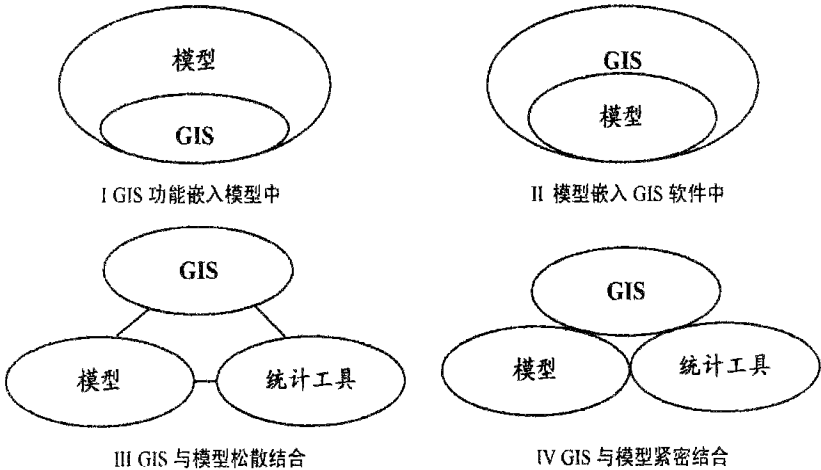 模型
GIS
I GIS 功能嵌入模型中
GIS
模型
II 模型嵌入 GIS 软件中
GIS
模型
统计工具
III GIS 与模型松散结合
GIS
模型
统计工具
IV GIS 与模型紧密结合